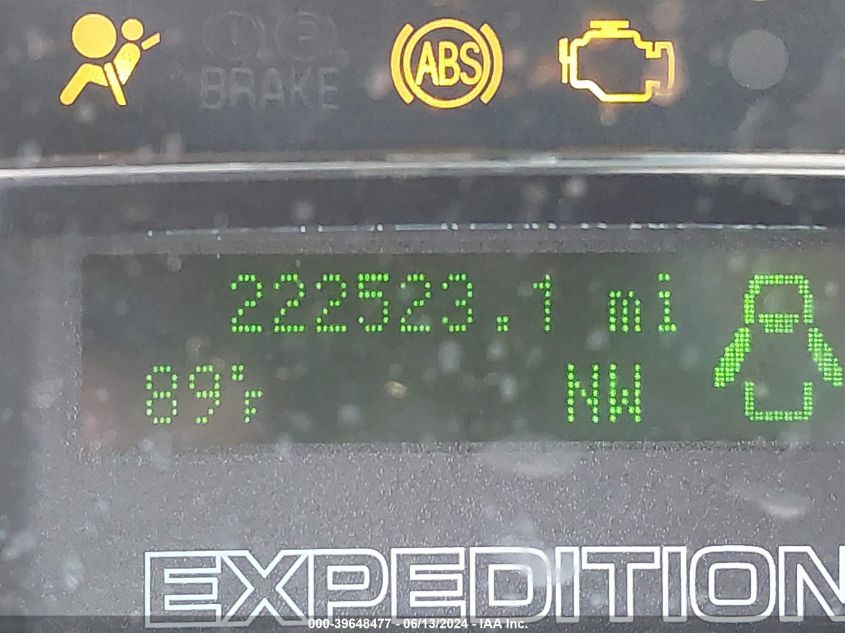 ABS
BRAKE
222523.1 mi
89°F NW
EXPEDITION
000-39648477 - 06/13/2024 - IAA Inc.